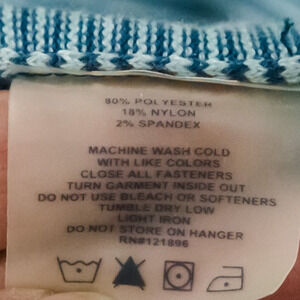 80% POLYESTER
18% NYLON
2% SPANDEX
MACHINE WASH COLD
WITH LIKE COLORS
CLOSE ALL FASTENERS
TURN GARMENT INSIDE OUT
DO NOT USE BLEACH OR SOFTENERS
TUMBLE DRY LOW
LIGHT IRON
DO NOT STORE ON HANGER
RN#121896